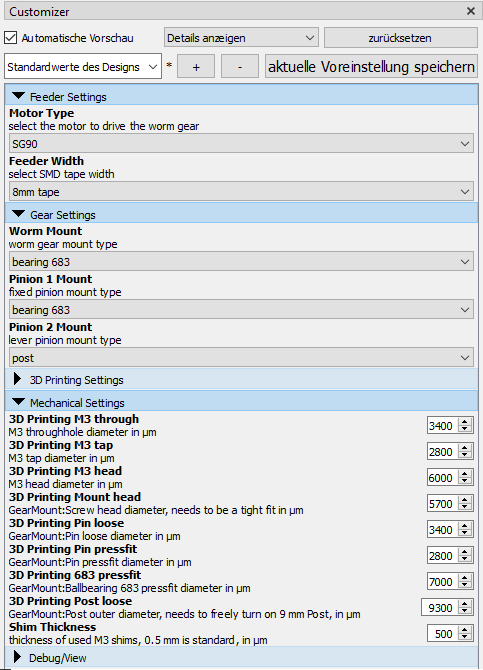 Customizer
Automatische Vorschau Details anzeigen zurücksetzen
Standardwerte des Designs * + - aktuelle Voreinstellung speichern
Feeder Settings
Motor Type
select the motor to drive the worm gear
SG90
Feeder Width
select SMD tape width
8mm tape
Gear Settings
Worm Mount
worm gear mount type
bearing 683
Pinion 1 Mount
fixed pinion mount type
bearing 683
Pinion 2 Mount
lever pinion mount type
post
3D Printing Settings
Mechanical Settings
3D Printing M3 through
M3 throughhole diameter in µm
3400
3D Printing M3 tap
M3 tap diameter in µm
2800
3D Printing M3 head
M3 head diameter in µm
6000
3D Printing Mount head
GearMount:Screw head diameter, needs to be a tight fit in µm
5700
3D Printing Pin loose
GearMount:Pin loose diameter in µm
3400
3D Printing Pin pressfit
GearMount:Pin pressfit diameter in µm
2800
3D Printing 683 pressfit
GearMount:Ballbearing 683 pressfit diameter in µm
7000
3D Printing Post loose
GearMount:Post outer diameter, needs to freely turn on 9 mm Post, in µm
9300
Shim Thickness
thickness of used M3 shims, 0.5 mm is standard, in µm
500
Debug/View